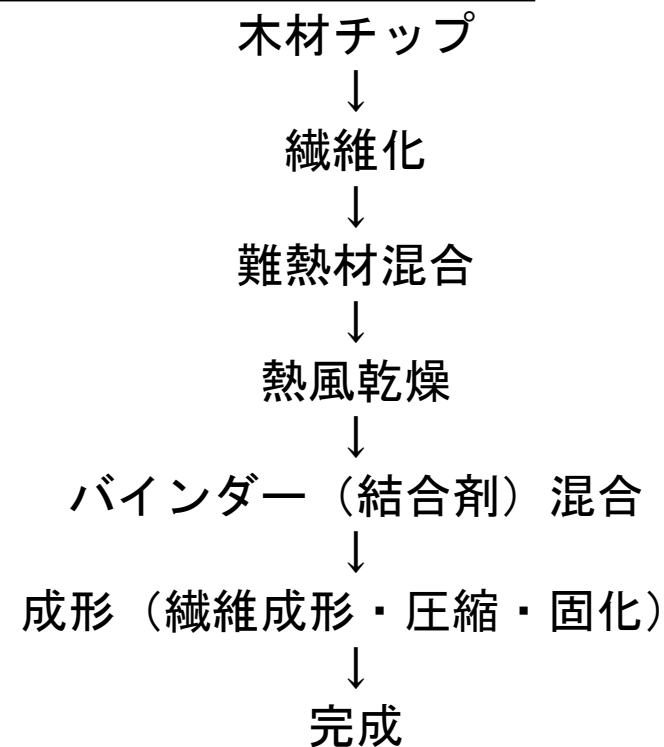 木材チップ
↓
繊維化
↓
難熱材混合
↓
熱風乾燥
↓
バインダー（結合剤）混合
↓
成形（繊維成形・圧縮・固化）
↓
完成